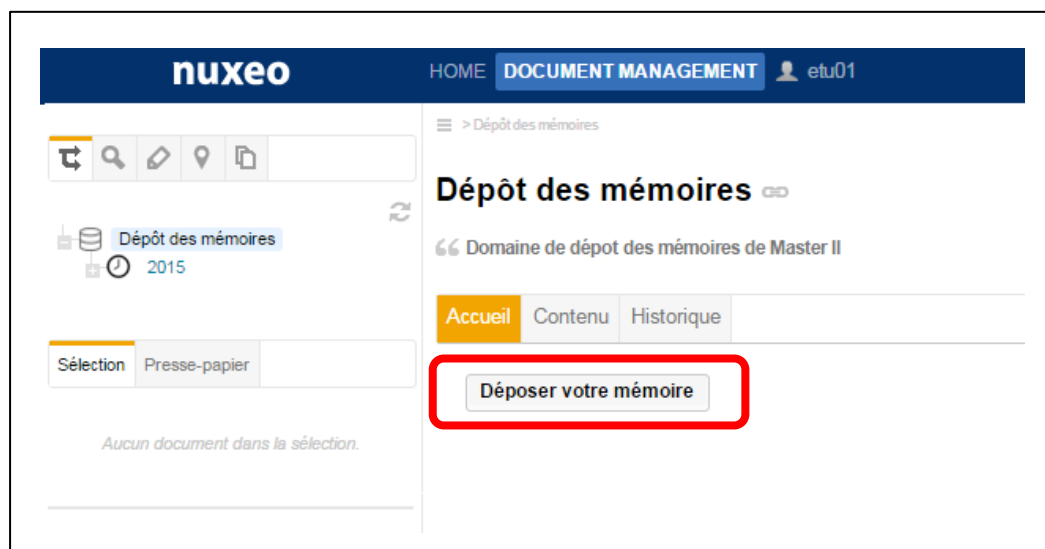 nuxeo
HOME DOCUMENT MANAGEMENT etu01
> Dépôt des mémoires
Dépôt des mémoires
Domaine de dépot des mémoires de Master II
Dépôt des mémoires
2015
Accueil Contenu Historique
Déposer votre mémoire
Sélection Presse-papier
Aucun document dans la sélection.